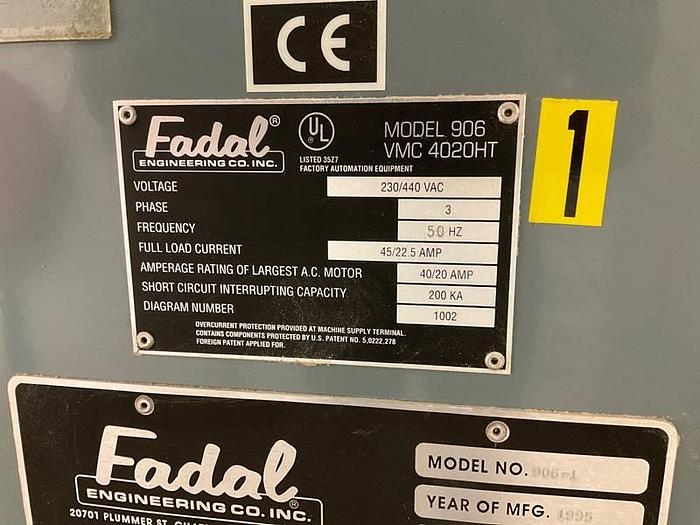 CE
Fadal®
ENGINEERING CO. INC.
UL
LISTED 35Z7
FACTORY AUTOMATION EQUIPMENT
MODEL 906
VMC 4020HT
VOLTAGE 230/440 VAC
PHASE 3
FREQUENCY 50 HZ
FULL LOAD CURRENT 45/22.5 AMP
AMPERAGE RATING OF LARGEST A.C. MOTOR 40/20 AMP
SHORT CIRCUIT INTERRUPTING CAPACITY 200 KA
DIAGRAM NUMBER 1002
OVERCURRENT PROTECTION PROVIDED AT MACHINE SUPPLY TERMINAL.
CONTAINS COMPONENTS PROTECTED BY U.S. PATENT NO. 5,0222,278
FOREIGN PATENT APPLIED FOR.
1
Fadal®
ENGINEERING CO. INC.
20701 PLUMMER ST.
MODEL NO. 906-1
YEAR OF MFG. 1995